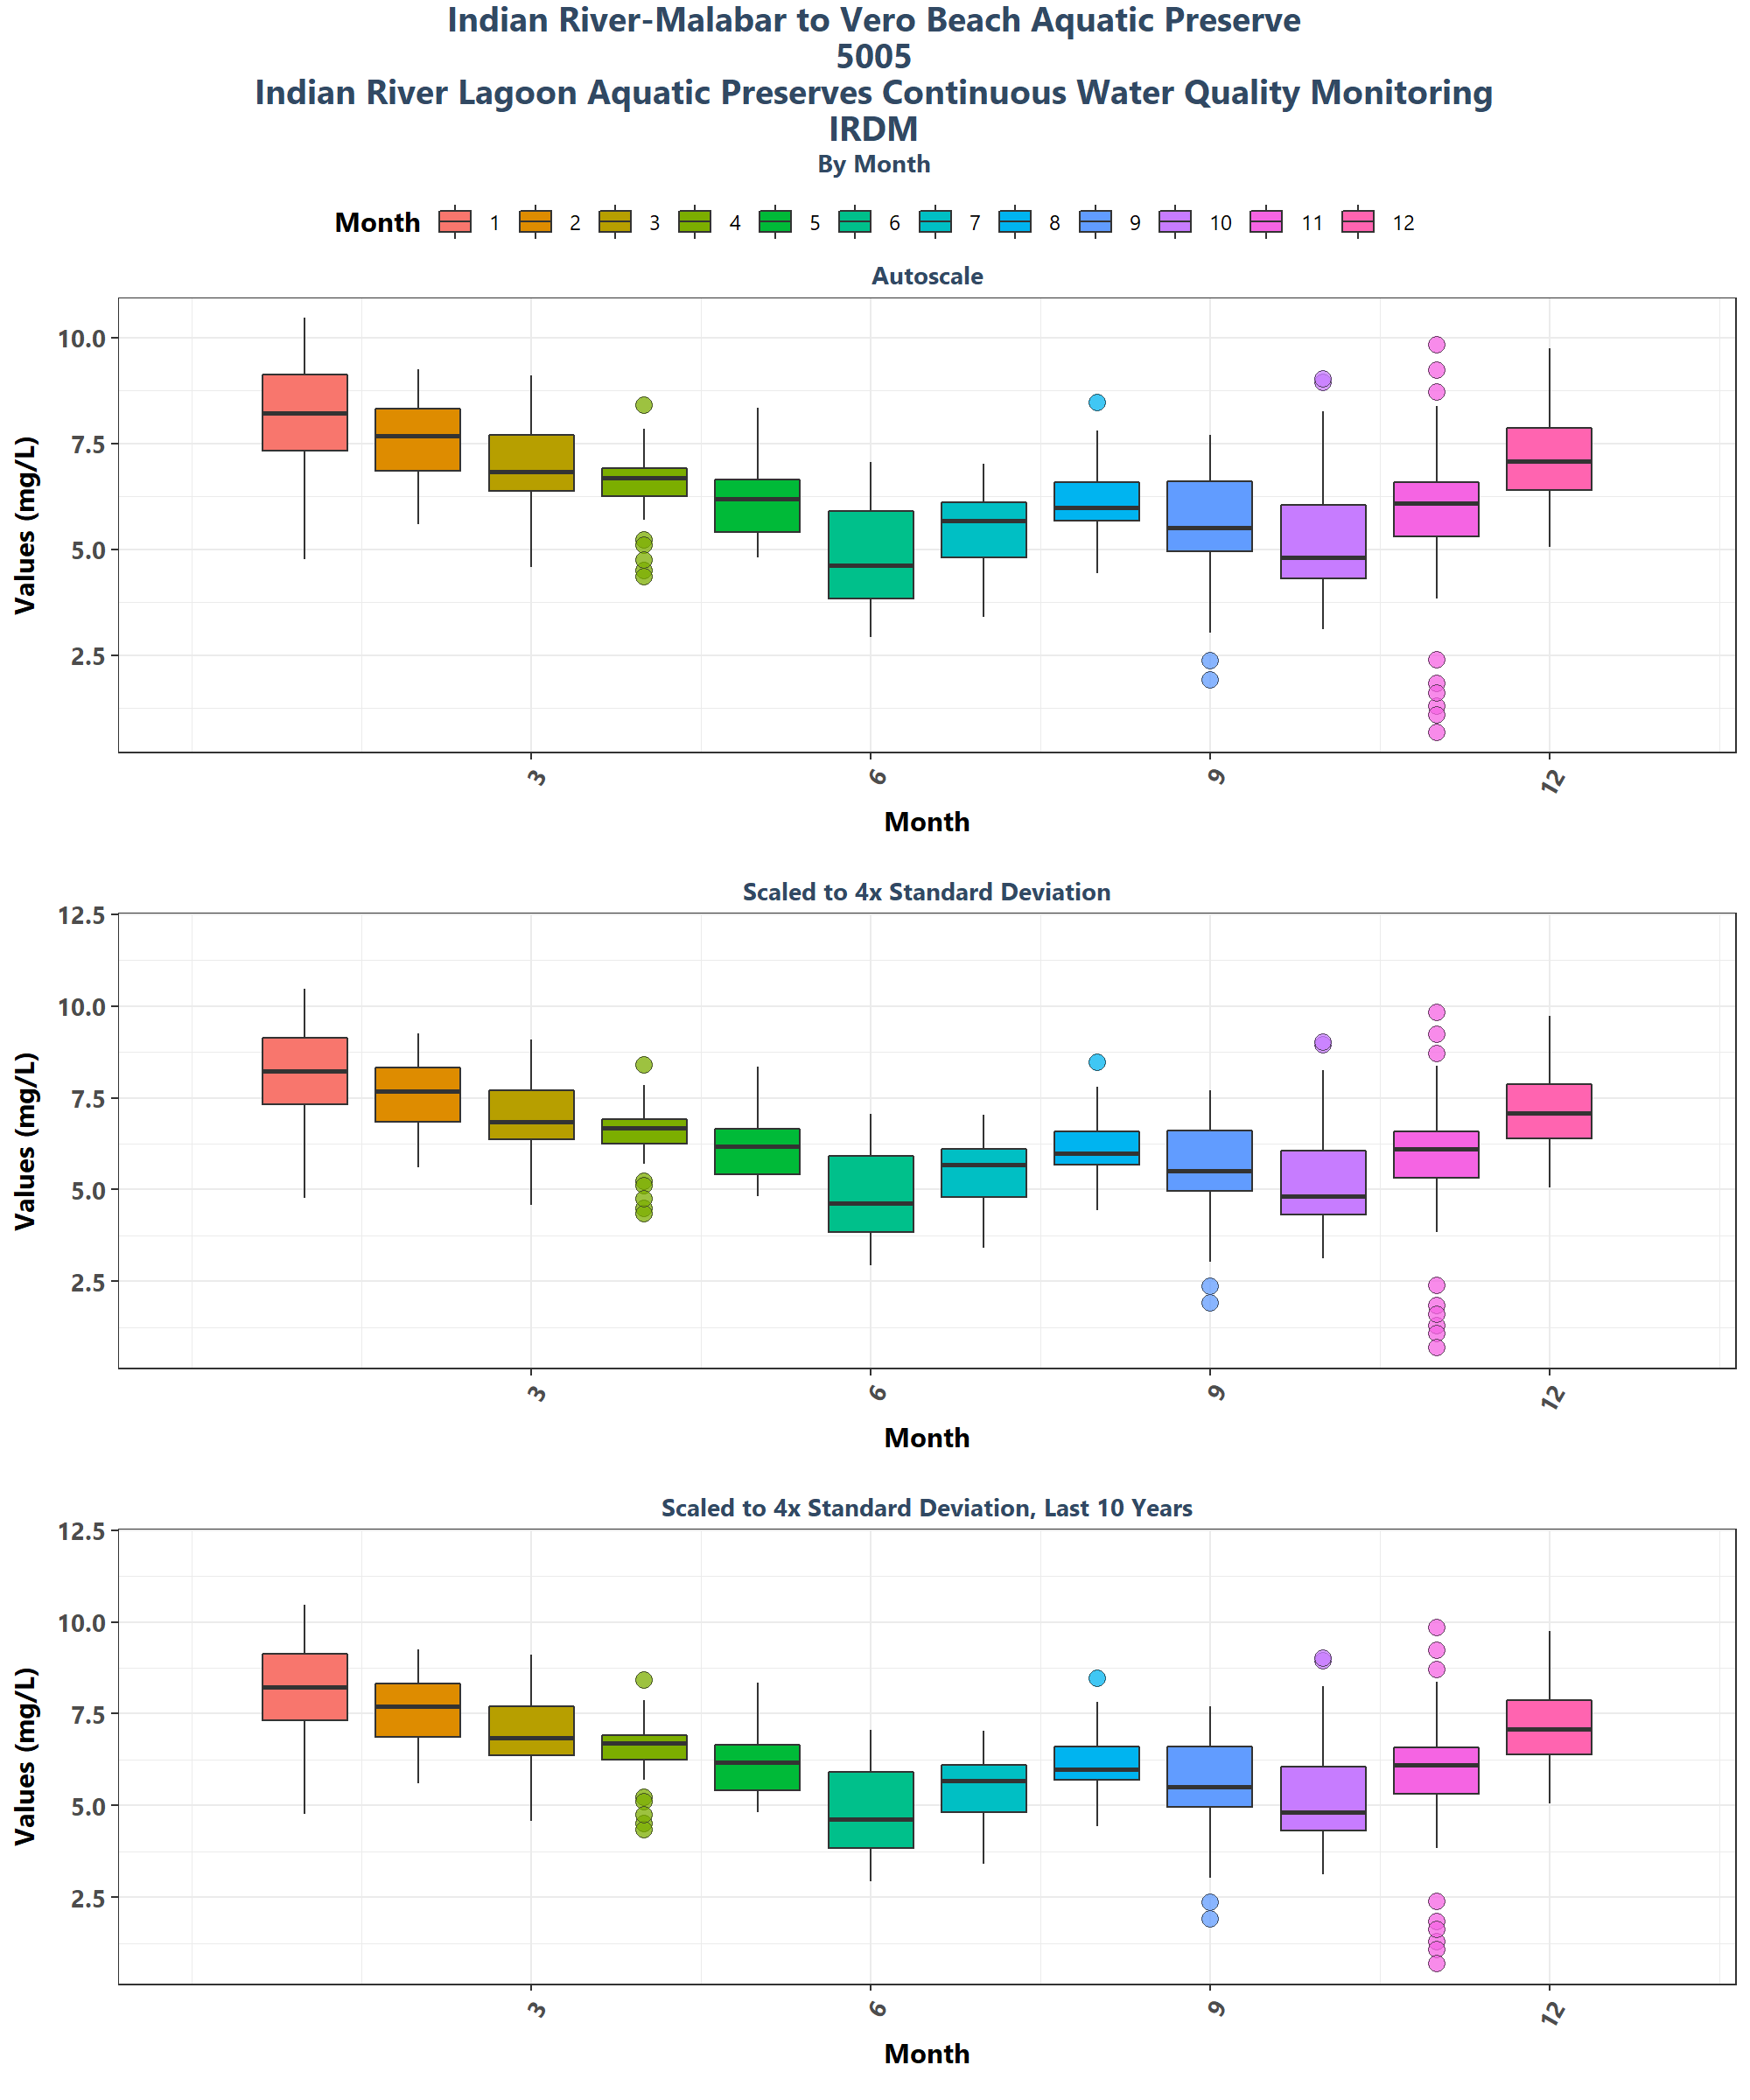 Indian River-Malabar to Vero Beach Aquatic Preserve
5005
Indian River Lagoon Aquatic Preserves Continuous Water Quality Monitoring
IRDM
By Month
Month 1 2 3 4 5 6 7 8 9 10 11 12
Autoscale
Values (mg/L)
10.0
7.5
5.0
2.5
3 6 9 12
Month
Scaled to 4x Standard Deviation
Values (mg/L)
12.5
10.0
7.5
5.0
2.5
3 6 9 12
Month
Scaled to 4x Standard Deviation, Last 10 Years
Values (mg/L)
12.5
10.0
7.5
5.0
2.5
3 6 9 12
Month